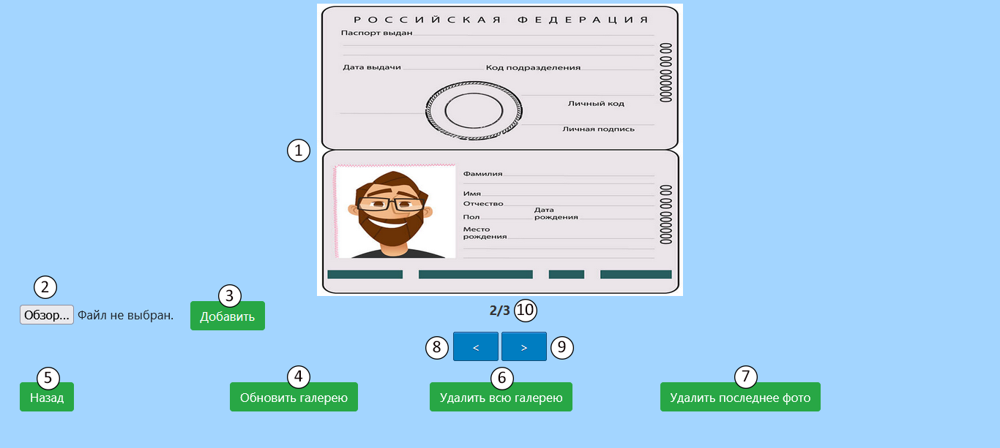 РОССИЙСКАЯ ФЕДЕРАЦИЯ
Паспорт выдан
Дата выдачи Код подразделения
Личный код
Личная подпись
1
Фамилия
Имя
Отчество
Пол Дата рождения
Место рождения
2
3
Обзор... Файл не выбран.
Добавить
2/3 10
8 < > 9
5
4
6
7
Назад
Обновить галерею
Удалить всю галерею
Удалить последнее фото